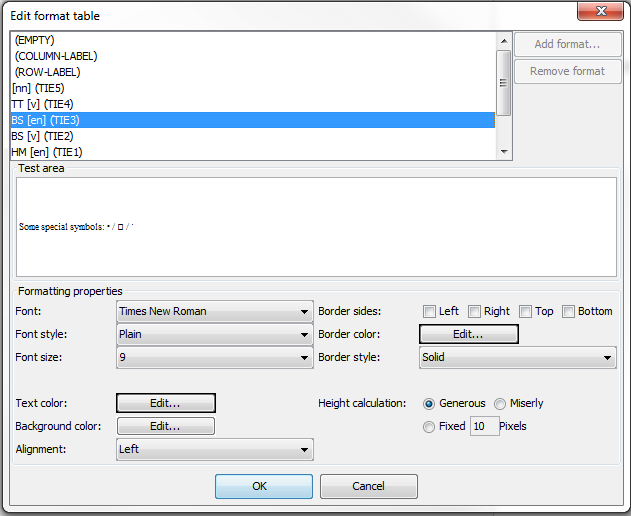 Edit format table
(EMPTY)
Add format...
(COLUMN-LABEL)
(ROW-LABEL)
Remove format
[nn] (TIE5)
TT [v] (TIE4)
BS [en] (TIE3)
BS [v] (TIE2)
HM [en] (TIE1)
Test area
Some special symbols: • / □ / ·
Formatting properties
Font: Times New Roman Border sides: Left Right Top Bottom
Font style: Plain Border color: Edit...
Font size: 9 Border style: Solid
Text color: Edit... Height calculation: Generous Miserly
Background color: Edit... Fixed 10 Pixels
Alignment: Left
OK Cancel